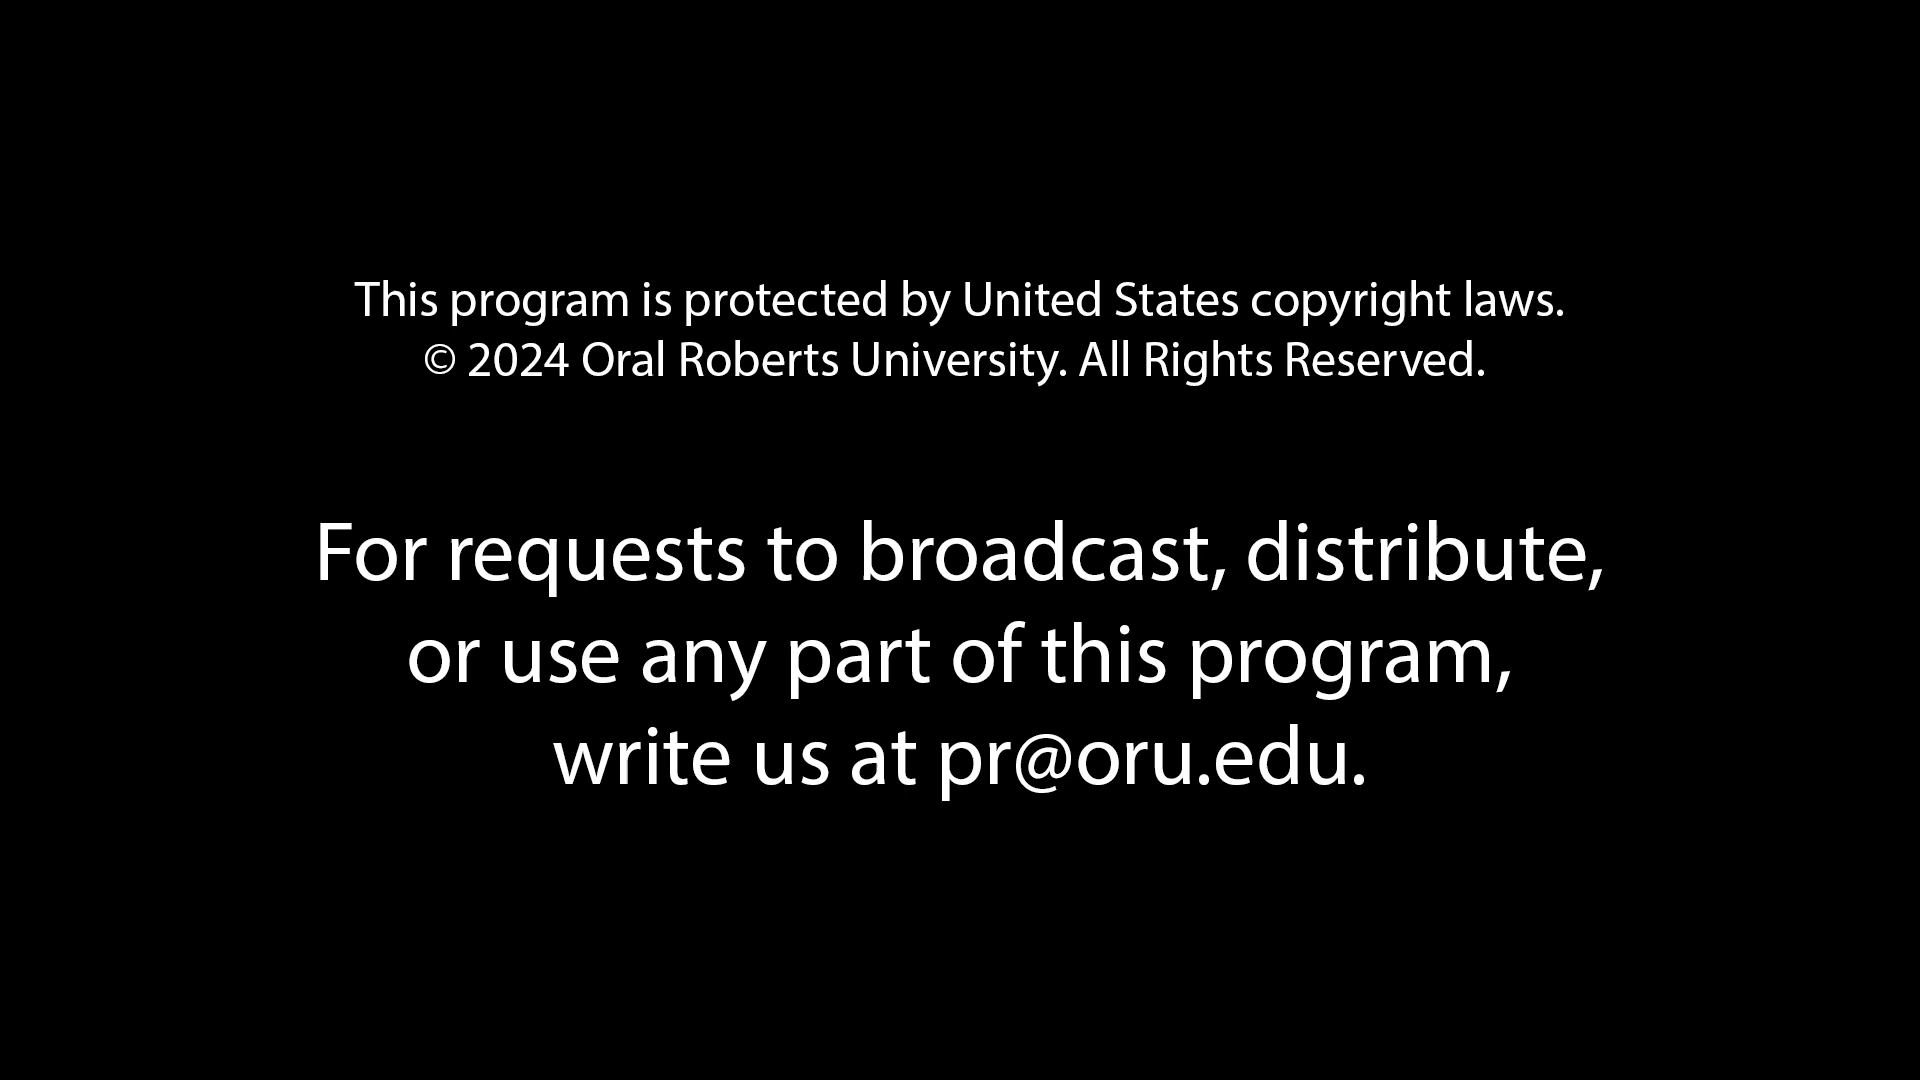 This program is protected by United States copyright laws.
© 2024 Oral Roberts University. All Rights Reserved.
For requests to broadcast, distribute,
or use any part of this program,
write us at pr@oru.edu.